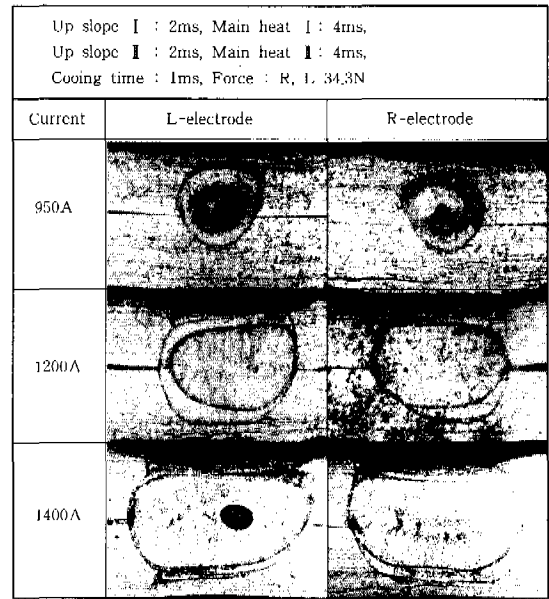 Up slope Ⅰ : 2ms, Main heat Ⅰ : 4ms,
Up slope Ⅱ : 2ms, Main heat Ⅱ : 4ms,
Cooing time : 1ms, Force : R, L 34.3N
Current L-electrode R-electrode
950A
1200A
1400A